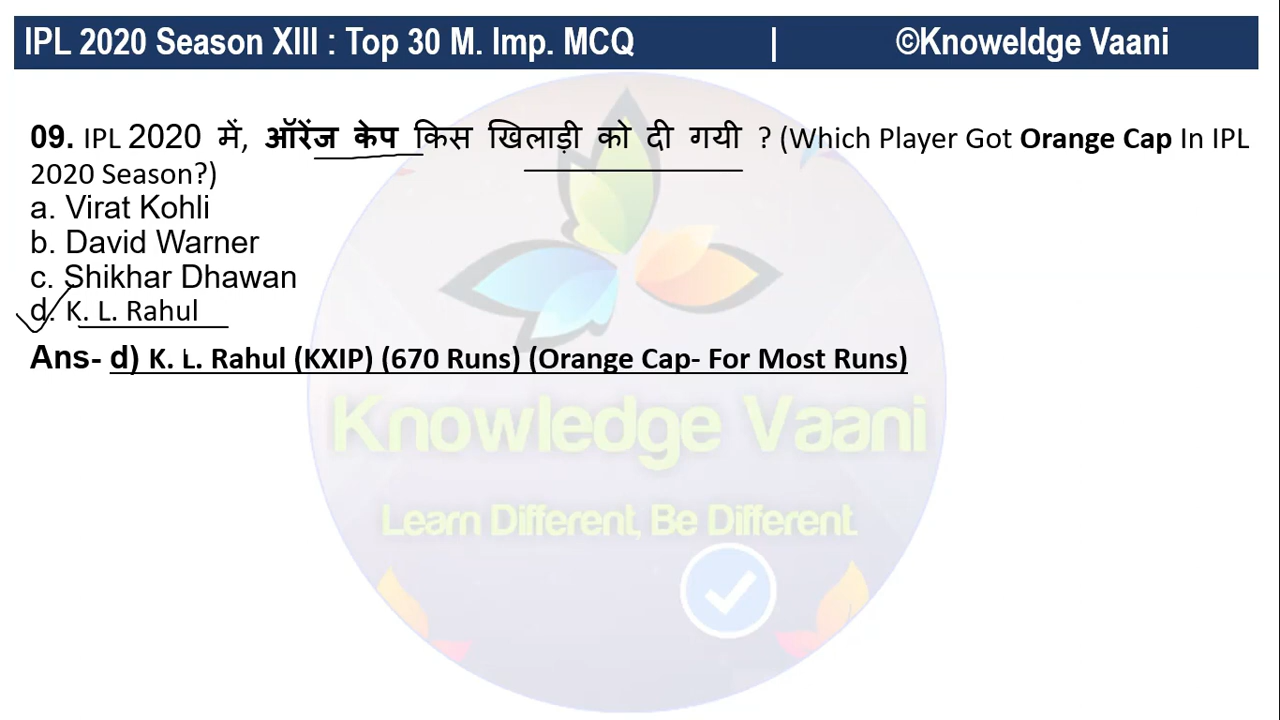 IPL 2020 Season XIII : Top 30 M. Imp. MCQ | ©Knoweldge Vaani
09. IPL 2020 में, ऑरेंज केप किस खिलाड़ी को दी गयी ? (Which Player Got Orange Cap In IPL
2020 Season?)
a. Virat Kohli
b. David Warner
c. Shikhar Dhawan
d. K. L. Rahul
Ans- d) K. L. Rahul (KXIP) (670 Runs) (Orange Cap- For Most Runs)
Knowledge Vaani
Learn Different, Be Different